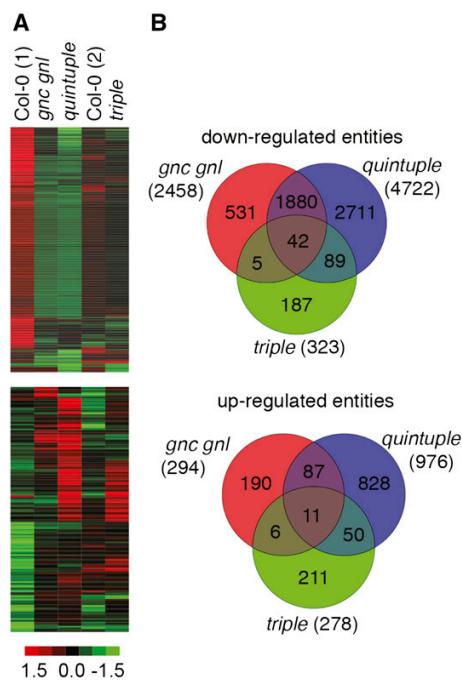 A
B
Col-0 (1)
gnc gnl
quintuple
Col-0 (2)
triple
down-regulated entities
gnc gnl
(2458)
quintuple
(4722)
531
1880
2711
42
5
89
187
triple (323)
up-regulated entities
gnc gnl
(294)
quintuple
(976)
190
87
828
11
6
50
211
triple (278)
1.5 0.0 -1.5